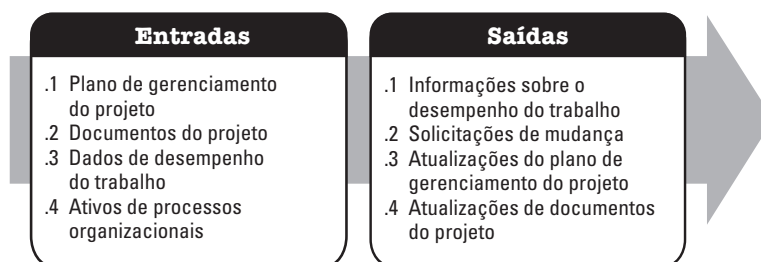 Entradas
.1 Plano de gerenciamento
do projeto
.2 Documentos do projeto
.3 Dados de desempenho
do trabalho
.4 Ativos de processos
organizacionais
Saídas
.1 Informações sobre o
desempenho do trabalho
.2 Solicitações de mudança
.3 Atualizações do plano de
gerenciamento do projeto
.4 Atualizações de documentos
do projeto